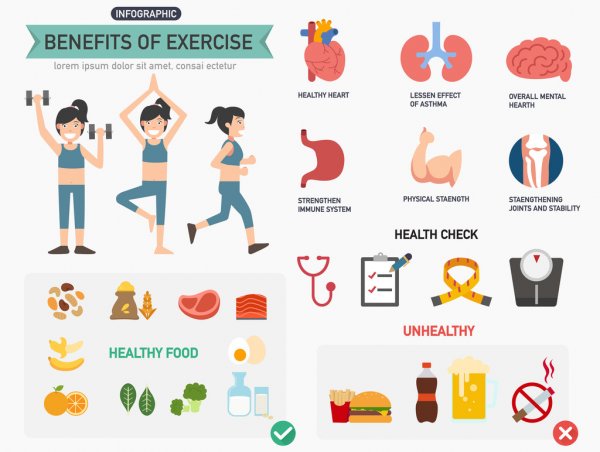 INFOGRAPHIC
BENEFITS OF EXERCISE
lorem ipsum dolor sit amet, consai ectetur
HEALTHY HEART
LESSEN EFFECT
OF ASTHMA
OVERALL MENTAL
HEARTH
STRENGTHEN
IMMUNE SYSTEM
PHYSICAL STAENGTH
STAENGTHENING
JOINTS AND STABILITY
HEALTH CHECK
HEALTHY FOOD
UNHEALTHY